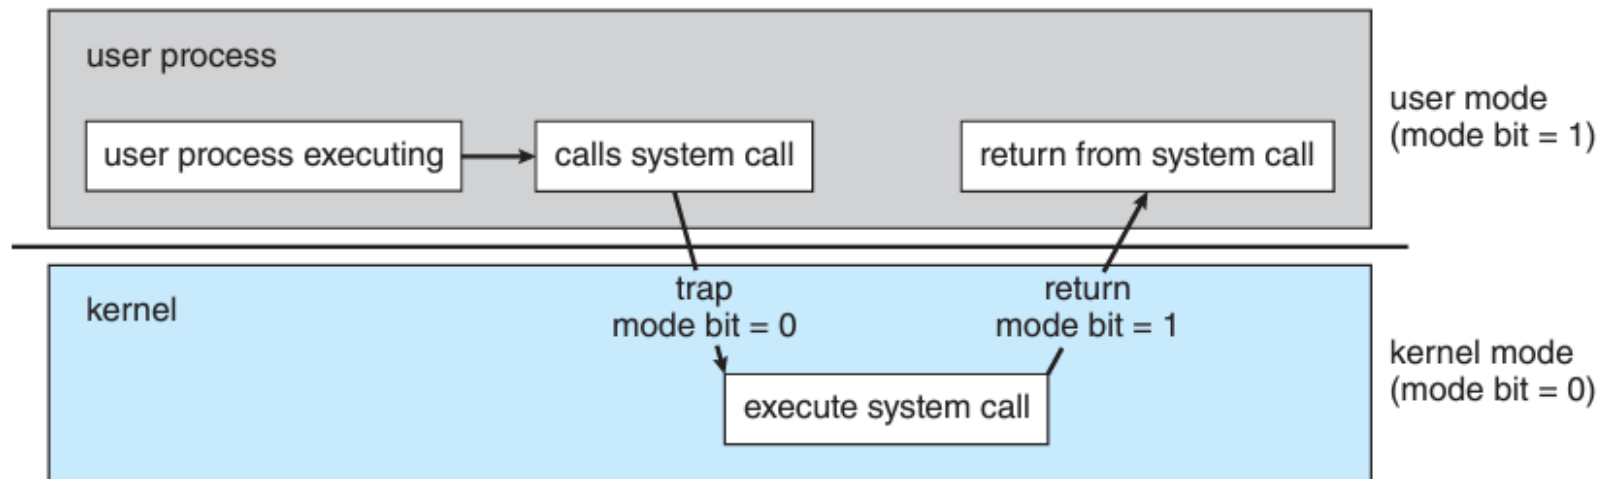 user process
user process executing
calls system call
return from system call
user mode
(mode bit = 1)
kernel
trap
mode bit = 0
return
mode bit = 1
execute system call
kernel mode
(mode bit = 0)